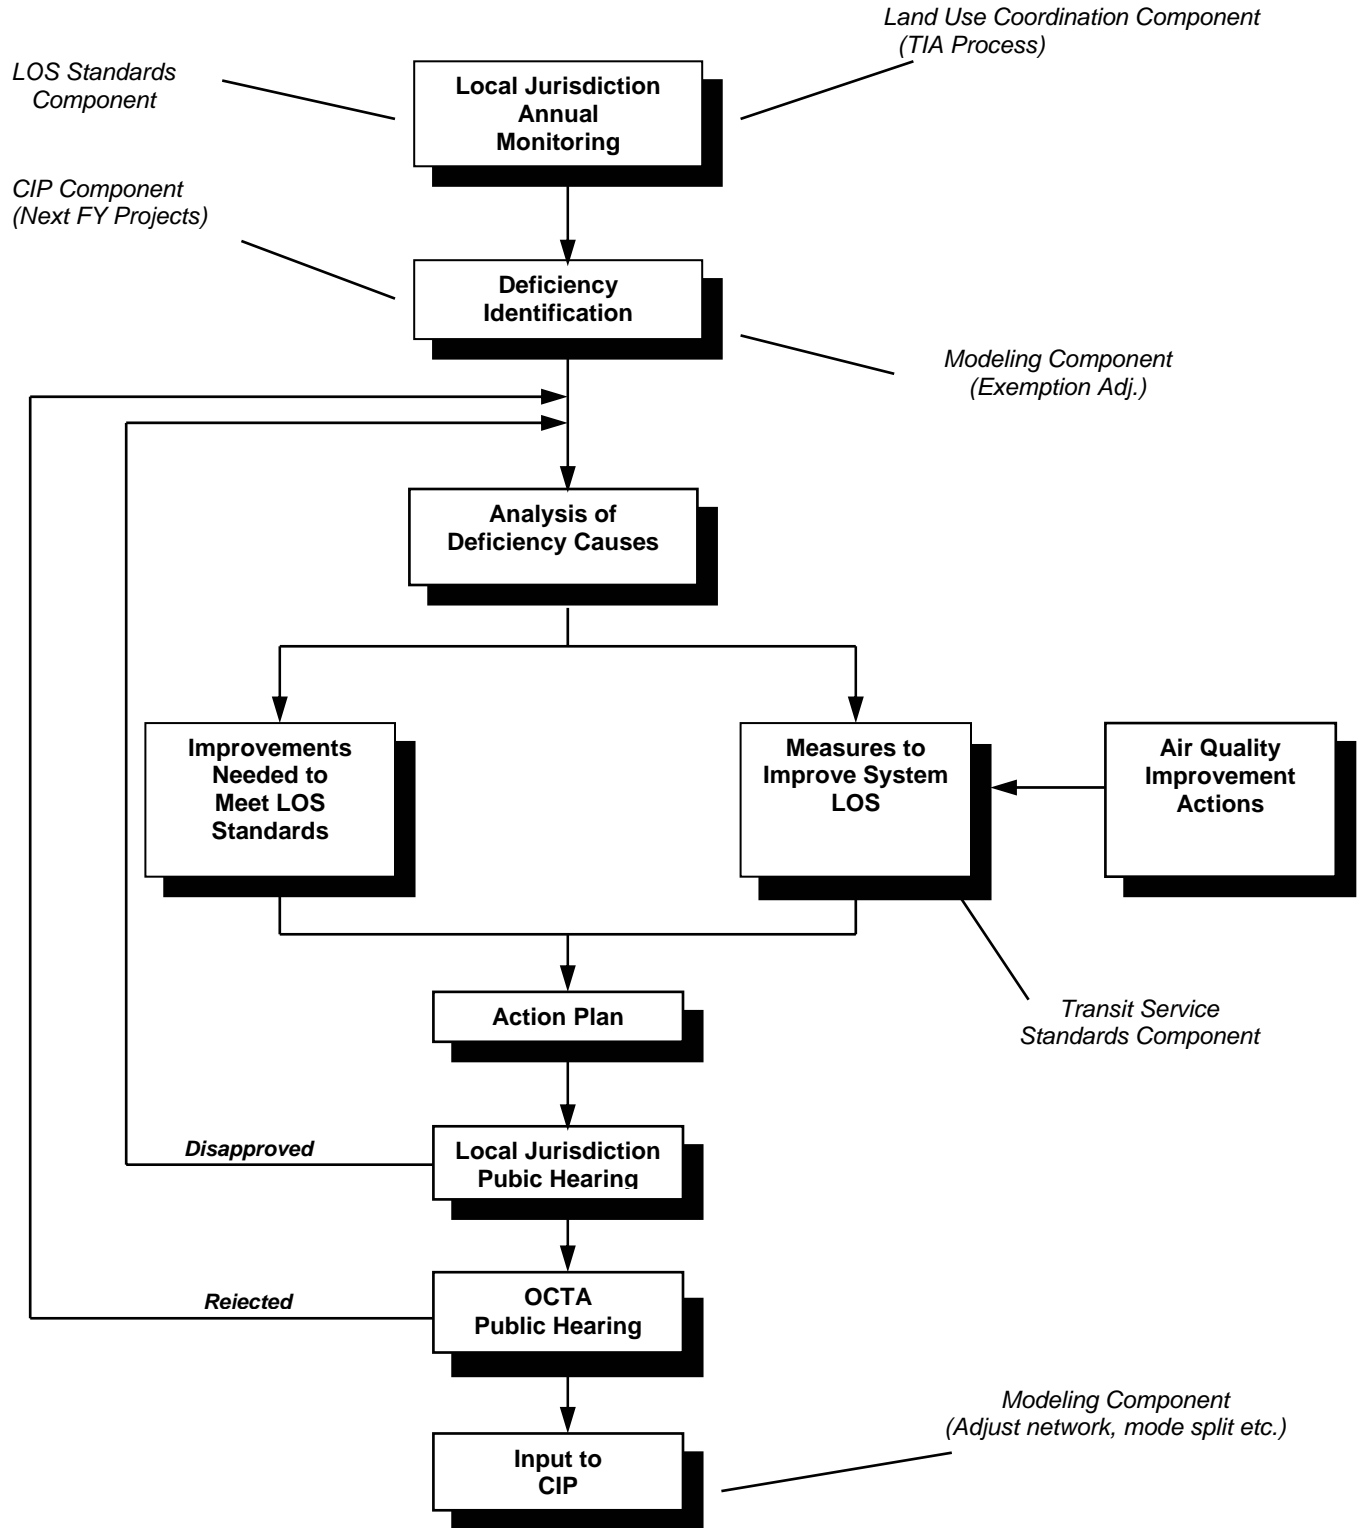 Land Use Coordination Component
(TIA Process)
LOS Standards
Component
Local Jurisdiction
Annual
Monitoring
CIP Component
(Next FY Projects)
Deficiency
Identification
Modeling Component
(Exemption Adj.)
Analysis of
Deficiency Causes
Improvements
Needed to
Meet LOS
Standards
Measures to
Improve System
LOS
Air Quality
Improvement
Actions
Action Plan
Transit Service
Standards Component
Disapproved
Local Jurisdiction
Pubic Hearing
Reiected
OCTA
Public Hearing
Modeling Component
(Adjust network, mode split etc.)
Input to
CIP